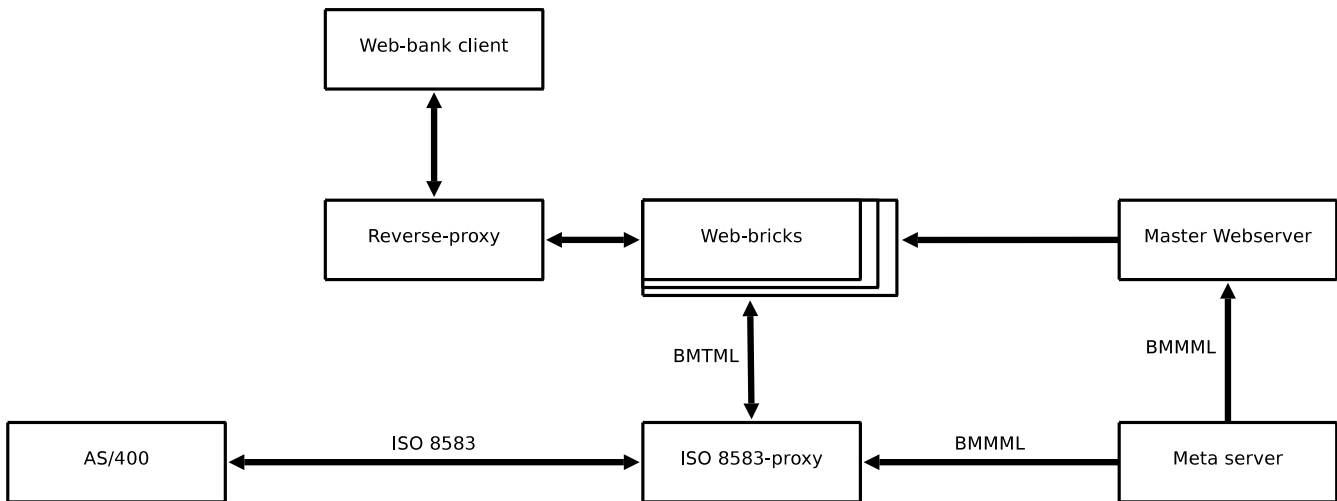 Web-bank client
Reverse-proxy
Web-bricks
Master Webserver
BMTML
BMMML
AS/400
ISO 8583
ISO 8583-proxy
BMMML
Meta server